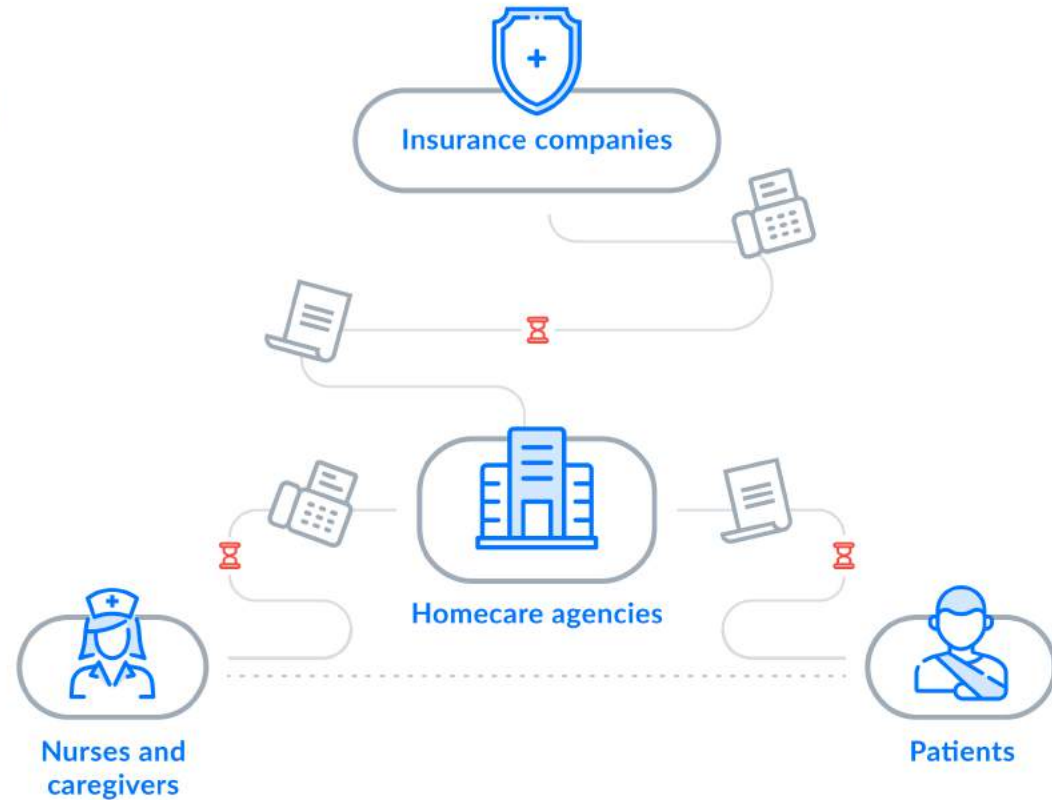 Insurance companies
Homecare agencies
Nurses and
caregivers
Patients